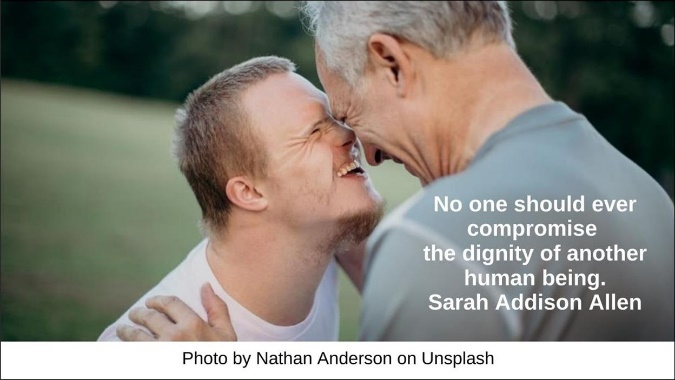 No one should ever
compromise
the dignity of another
human being.
Sarah Addison Allen
Photo by Nathan Anderson on Unsplash